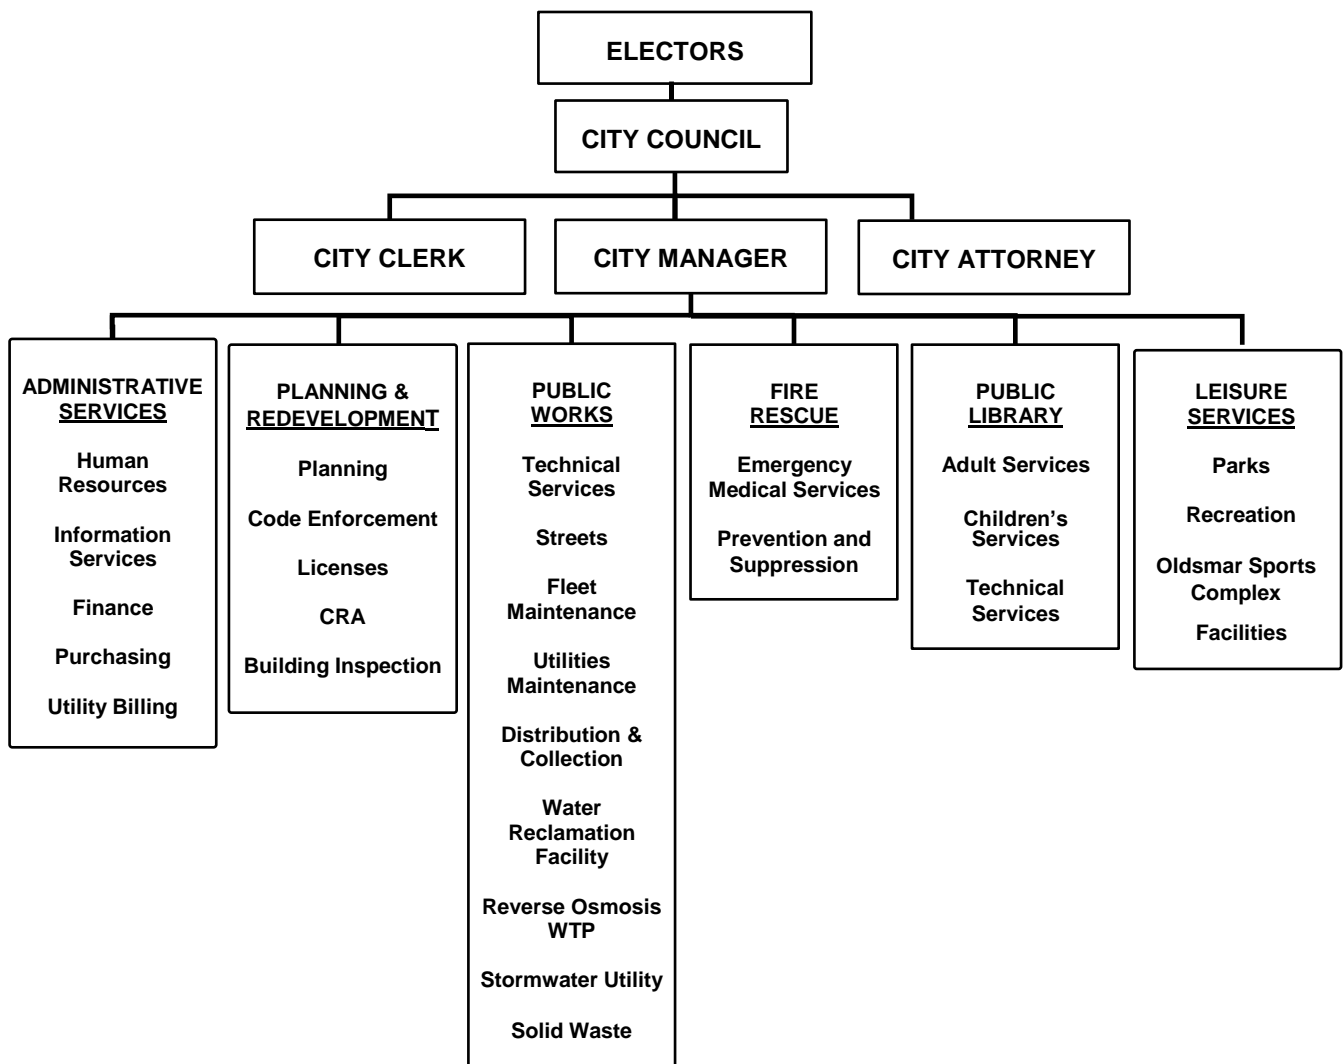 ELECTORS
CITY COUNCIL
CITY CLERK
CITY MANAGER
CITY ATTORNEY
ADMINISTRATIVE
SERVICES
Human
Resources
Information
Services
Finance
Purchasing
Utility Billing
PLANNING &
REDEVELOPMENT
Planning
Code Enforcement
Licenses
CRA
Building Inspection
PUBLIC
WORKS
Technical
Services
Streets
Fleet
Maintenance
Utilities
Maintenance
Distribution &
Collection
Water
Reclamation
Facility
Reverse Osmosis
WTP
Stormwater Utility
Solid Waste
FIRE
RESCUE
Emergency
Medical Services
Prevention and
Suppression
PUBLIC
LIBRARY
Adult Services
Children’s
Services
Technical
Services
LEISURE
SERVICES
Parks
Recreation
Oldsmar Sports
Complex
Facilities